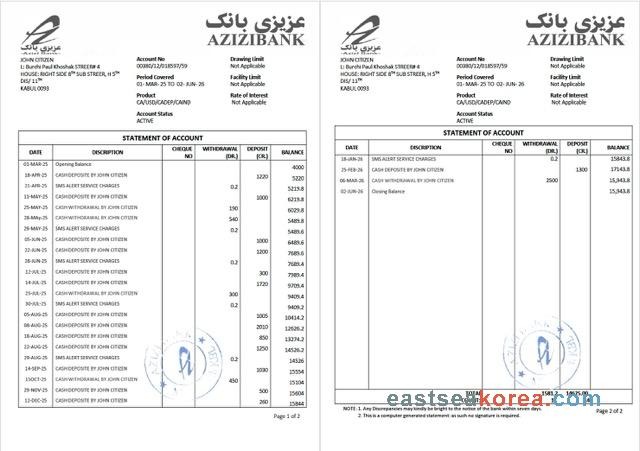 عزیزی بانک
AZIZIBANK
JOHN CITIZEN
L: Burchi Paul Khoshak STREER# 4
HOUSE: RIGHT SIDE 8TH SUB STREER, H 5TH
DIS/ 11TH
KABUL 0093
Account No
00380/12/018597/59
Period Covered
01- MAR- 25 TO 02- JUN- 26
Product
CA/USD/CADEP/CAIND
Account Status
ACTIVE
Drawing Limit
Not Applicable
Facility Limit
Not Applicable
Rate of Interest
Not Applicable
STATEMENT OF ACCOUNT
DATE DISCRIPTION CHEQUE NO WITHDRAWAL (DR.) DEPOSIT (CR.) BALANCE
01-MAR-25 Opening Balance 4000
18-APR-25 CASH DEPOSITE BY JOHN CITIZEN 1220 5220
21-APR-25 SMS ALERT SERVICE CHARGES 0.2 5219.8
11-MAY-25 CASH DEPOSITE BY JOHN CITIZEN 1000 6219.8
25-MAY-25 CASH WITHDRAWAL BY JOHN CITIZEN 190 6029.8
28-MAY-25 CASH WITHDRAWAL BY JOHN CITIZEN 540 5489.8
29-MAY-25 SMS ALERT SERVICE CHARGES 0.2 5489.6
05-JUN-25 CASH DEPOSITE BY JOHN CITIZEN 1000 6489.6
22-JUN-25 CASH DEPOSITE BY JOHN CITIZEN 1200 7689.6
28-JUN-25 SMS ALERT SERVICE CHARGES 0.2 7689.4
12-JUL-25 CASH DEPOSITE BY JOHN CITIZEN 300 7989.4
14-JUL-25 CASH DEPOSITE BY JOHN CITIZEN 1720 9709.4
25-JUL-25 CASH WITHDRAWAL BY JOHN CITIZEN 300 9409.4
30-JUL-25 SMS ALERT SERVICE CHARGES 0.2 9409.2
05-AUG-25 CASH DEPOSITE BY JOHN CITIZEN 1005 10414.2
08-AUG-25 CASH DEPOSITE BY JOHN CITIZEN 2010 12626.2
18-AUG-25 CASH DEPOSITE BY JOHN CITIZEN 850 13274.2
22-AUG-25 CASH DEPOSITE BY JOHN CITIZEN 14526.2
29-AUG-25 SMS ALERT SERVICE CHARGES 0.2 14526
14-SEP-25 CASH DEPOSITE BY JOHN CITIZEN 1030 15554
15OCT-25 CASH WITHDRAWAL BY JOHN CITIZEN 450 15104
29-NOV-25 CASH DEPOSITE BY JOHN CITIZEN 500 15604
12-DEC-25 CASH DEPOSITE BY JOHN CITIZEN 260 15844
Page 1 of 2
عزیزی بانک
AZIZIBANK
JOHN CITIZEN
L: Burchi Paul Khoshak STREER# 4
HOUSE: RIGHT SIDE 8TH SUB STREER, H 5TH
DIS/ 11TH
KABUL 0093
Account No
00380/12/018597/59
Period Covered
01- MAR- 25 TO 02- JUN- 26
Product
CA/USD/CADEP/CAIND
Account Status
ACTIVE
Drawing Limit
Not Applicable
Facility Limit
Not Applicable
Rate of Interest
Not Applicable
STATEMENT OF ACCOUNT
DATE DISCRIPTION CHEQUE NO WITHDRAWAL (DR.) DEPOSIT (CR.) BALANCE
18-JAN-26 SMS ALERT SERVICE CHARGES 0.2 15843.8
25-FEB-26 CASH DEPOSITE BY JOHN CITIZEN 1300 17143.8
06-MAR-26 CASH WITHDRAWAL BY JOHN CITIZEN 2500 15,943.8
02-JUN-26 Closing Balance 15,943.8
TOTAL 1581.2 14675.00
eastseakorea.com
NOTE: 1. Any Discrepancies may kindly be bright to the notice of the bank within seven days.
2. This is a computer generated statement: as such no signature is required.
Page 2 of 2